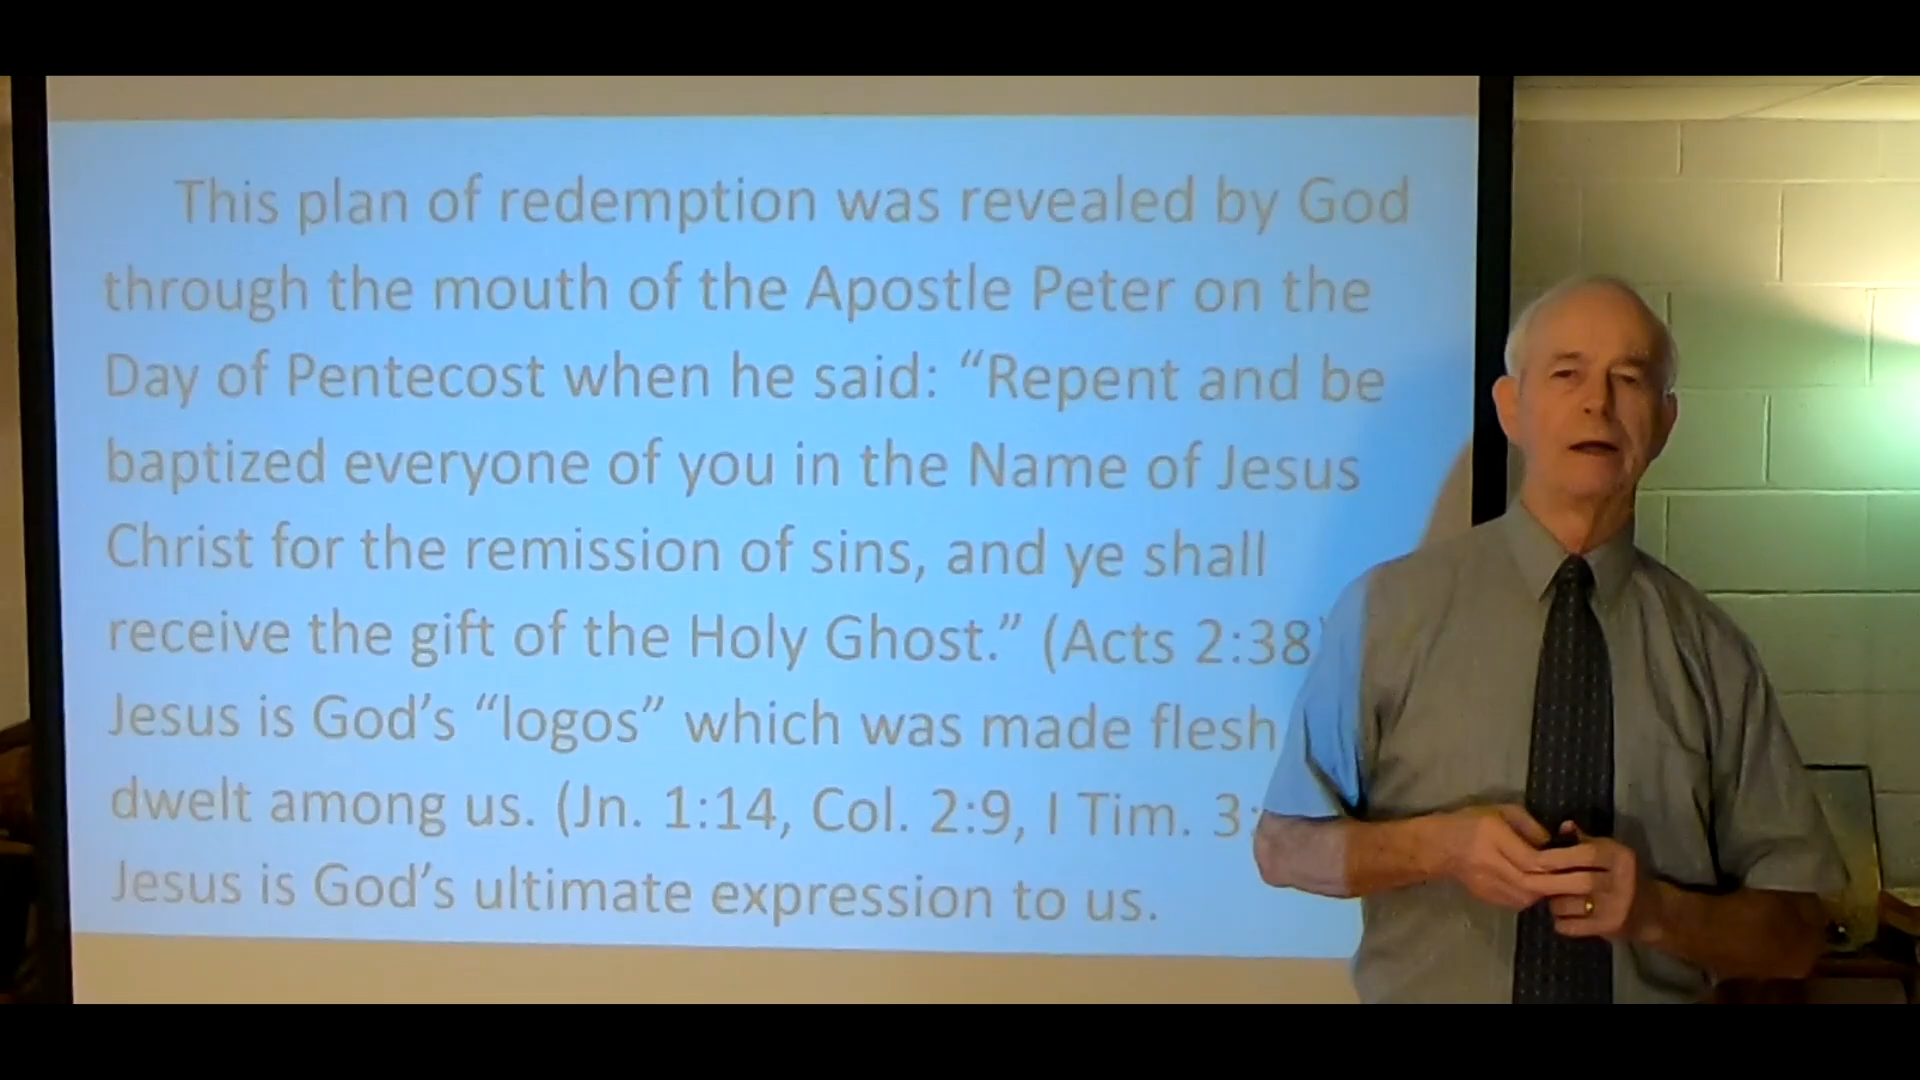 This plan of redemption was revealed by God
through the mouth of the Apostle Peter on the
Day of Pentecost when he said: “Repent and be
baptized everyone of you in the Name of Jesus
Christ for the remission of sins, and ye shall
receive the gift of the Holy Ghost.” (Acts 2:38)
Jesus is God’s “logos” which was made flesh
dwelt among us. (Jn. 1:14, Col. 2:9, I Tim. 3:
Jesus is God’s ultimate expression to us.